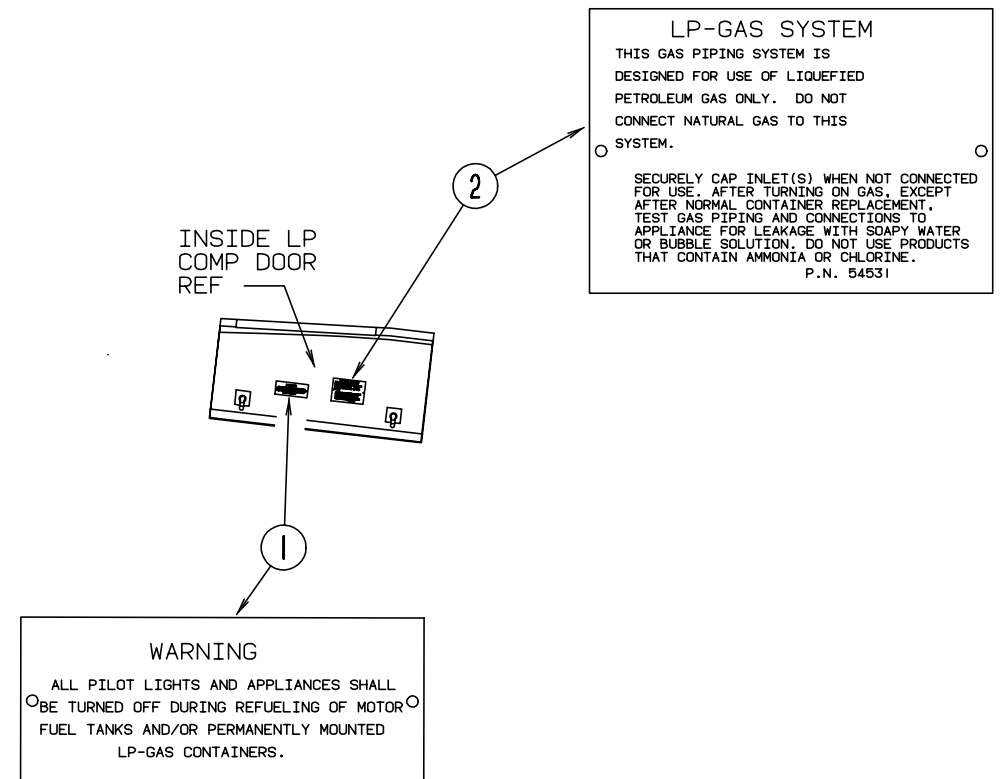 LP-GAS SYSTEM
THIS GAS PIPING SYSTEM IS
DESIGNED FOR USE OF LIQUEFIED
PETROLEUM GAS ONLY. DO NOT
CONNECT NATURAL GAS TO THIS
SYSTEM.
SECURELY CAP INLET(S) WHEN NOT CONNECTED
FOR USE. AFTER TURNING ON GAS, EXCEPT
AFTER NORMAL CONTAINER REPLACEMENT,
TEST GAS PIPING AND CONNECTIONS TO
APPLIANCE FOR LEAKAGE WITH SOAPY WATER
OR BUBBLE SOLUTION. DO NOT USE PRODUCTS
THAT CONTAIN AMMONIA OR CHLORINE.
P.N. 54531
2
INSIDE LP
COMP DOOR
REF
1
WARNING
ALL PILOT LIGHTS AND APPLIANCES SHALL
BE TURNED OFF DURING REFUELING OF MOTOR
FUEL TANKS AND/OR PERMANENTLY MOUNTED
LP-GAS CONTAINERS.